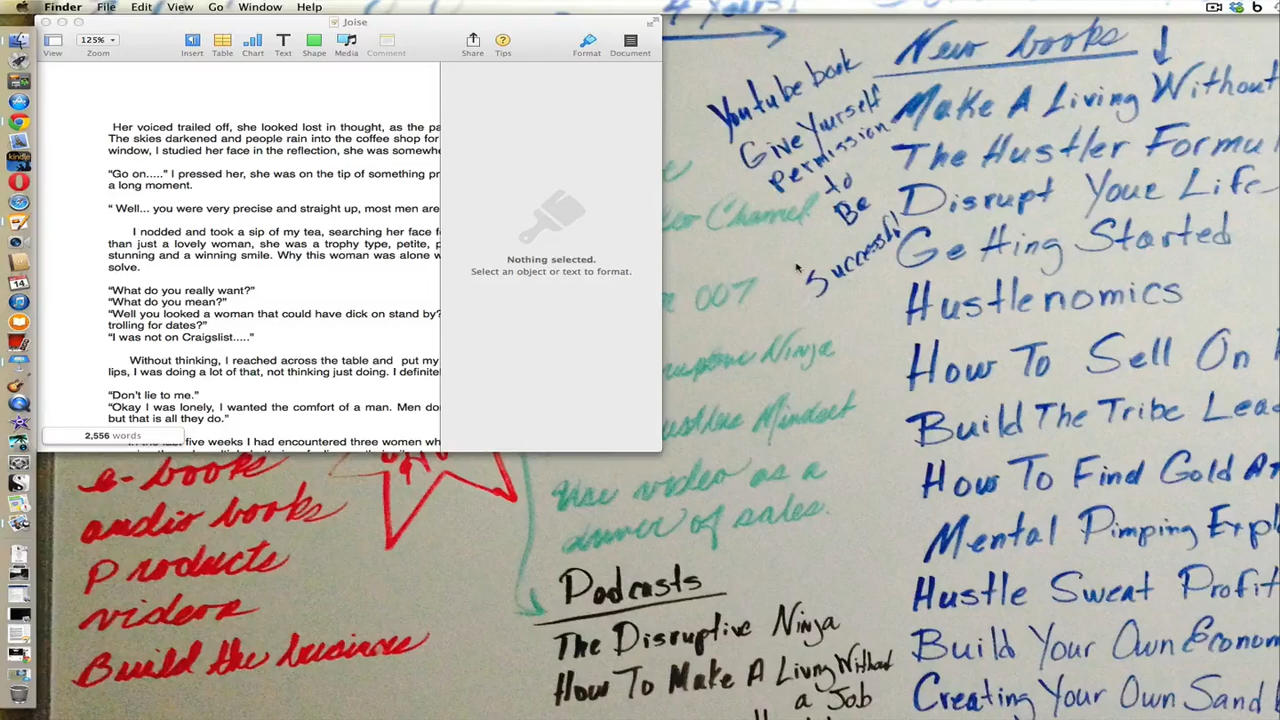 Finder File Edit View Go Window Help
Joise
125%
View Zoom Insert Table Chart Text Shape Media Comment Share Tips Format Document
Her voiced trailed off, she looked lost in thought, as the pa
The skies darkened and people rain into the coffee shop for
window, I studied her face in the reflection, she was somewhe
“Go on.....” I pressed her, she was on the tip of something pr
a long moment.
“ Well... you were very precise and straight up, most men are
I nodded and took a sip of my tea, searching her face f
than just a lovely woman, she was a trophy type, petite, p
stunning and a winning smile. Why this woman was alone w
solve.
“What do you really want?”
“What do you mean?”
“Well you looked a woman that could have dick on stand by?
trolling for dates?”
“I was not on Craigslist.....”
Without thinking, I reached across the table and put my
lips, I was doing a lot of that, not thinking just doing. I definite
“Don’t lie to me.”
“Okay I was lonely, I wanted the comfort of a man. Men do
but that is all they do.”
five weeks I had encountered three women wh
2,556 words
Nothing selected.
Select an object or text to format.
kindle
14
4 Years!
e-book
audio books
Products
videos
Build the business
Channel
007
Ninja
Mindset
Use video as a
driver of sales.
Podcasts
The Disruptive Ninja
How To Make A Living Without
a Job
Youtube book
Give Yourself
Permission
to
Be
Successful
New books
Make A Living Without
The Hustler Formu
Disrupt Your Life
Getting Started
Hustlenomics
How To Sell On
Build The Tribe Lea
How To Find Gold A
Mental Pimping Expl
Hustle Sweat Profit
Build Your Own Econom
Creating Your Own Sand